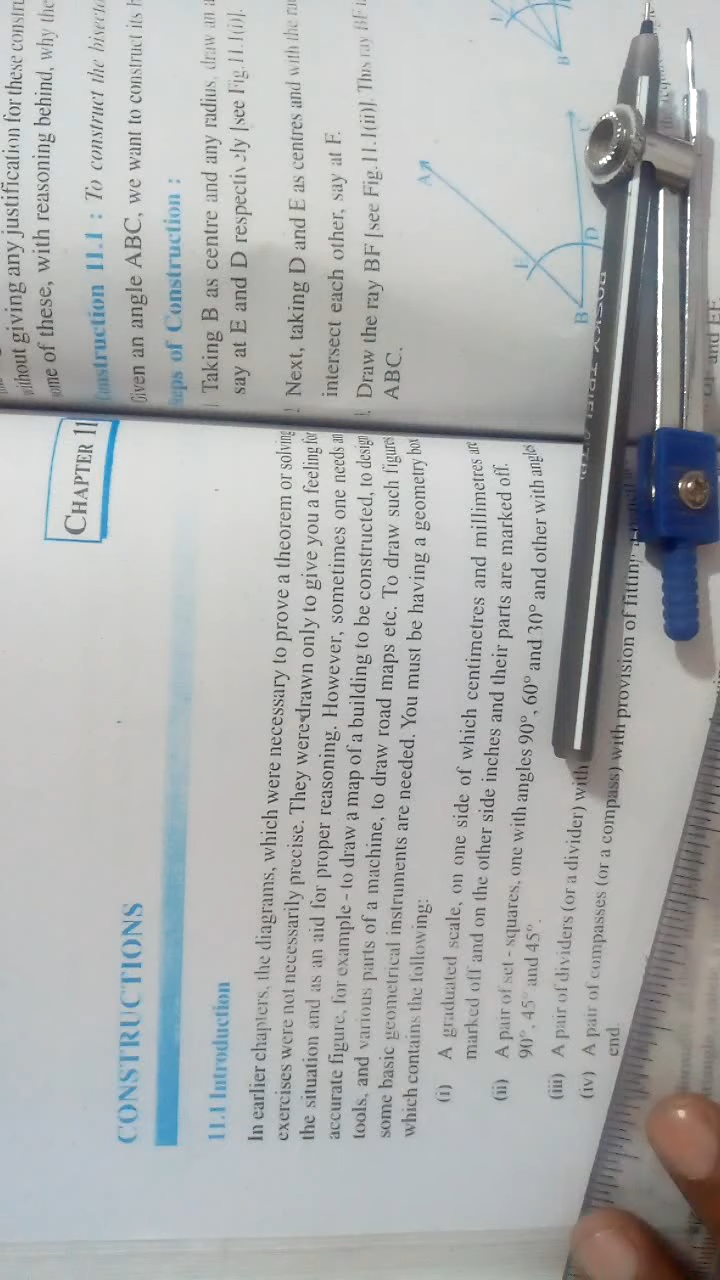 CHAPTER 11
CONSTRUCTIONS
11.1 Introduction
In earlier chapters, the diagrams, which were necessary to prove a theorem or solving
exercises were not necessarily precise. They were drawn only to give you a feeling for
the situation and as an aid for proper reasoning. However, sometimes one needs an
accurate figure, for example - to draw a map of a building to be constructed, to design
tools, and various parts of a machine, to draw road maps etc. To draw such figures
some basic geometrical instruments are needed. You must be having a geometry box
which contains the following:
(i) A graduated scale, on one side of which centimetres and millimetres are
marked off and on the other side inches and their parts are marked off.
(ii) A pair of set - squares, one with angles 90°, 60° and 30° and other with angles
90°, 45° and 45°.
(iii) A pair of dividers (or a divider) with
(iv) A pair of compasses (or a compass) with provision of fitting
end.
without giving any justification for these
some of these, with reasoning behind, why the
Construction 11.1 : To construct the
Given an angle ABC, we want to construct its
Steps of Construction :
Taking B as centre and any radius, draw an
say at E and D respectively [see Fig.11.1(i)].
Next, taking D and E as centres and with the
intersect each other, say at F.
Draw the ray BF [see Fig.11.1(ii)]. This ray BF
ABC.
A
E
B
D
C
B
and EF